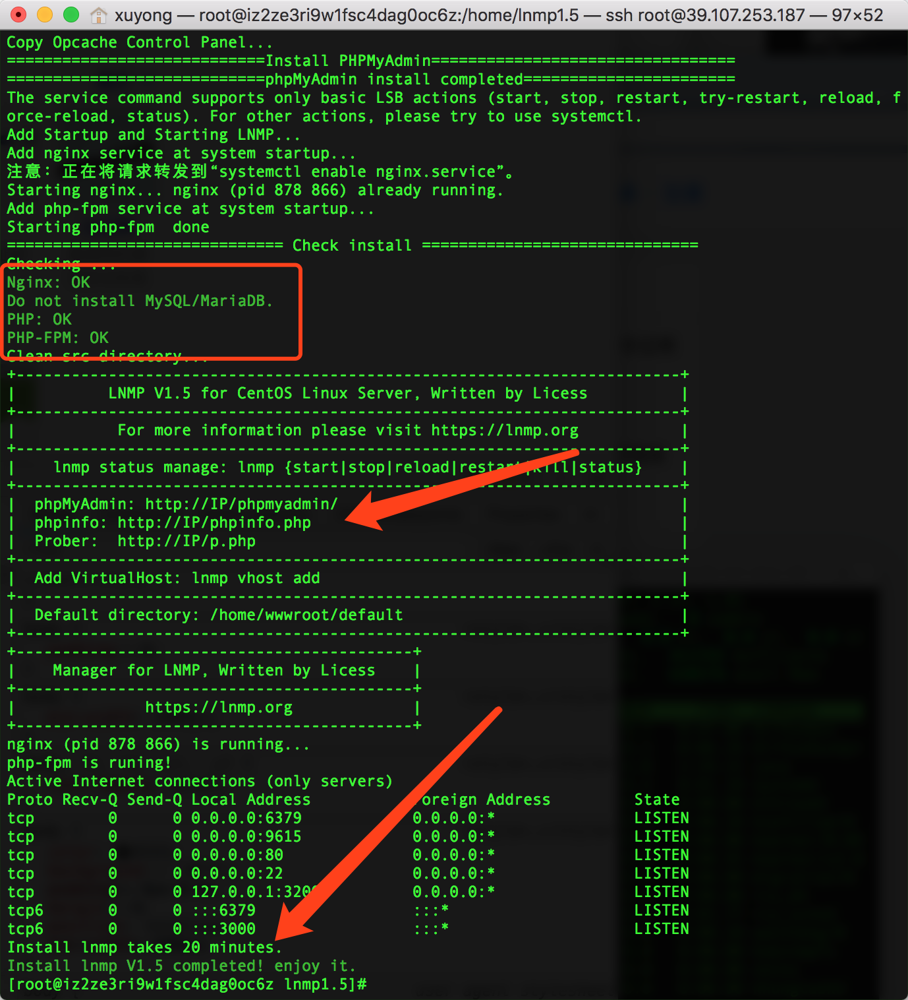 xuyong — root@iz2ze3ri9w1fsc4dag0oc6z:/home/lnmp1.5 — ssh root@39.107.253.187 — 97×52
Copy Opcache Control Panel...
============================Install PHPMyAdmin=================================
============================phpMyAdmin install completed=======================
The service command supports only basic LSB actions (start, stop, restart, try-restart, reload, f
orce-reload, status). For other actions, please try to use systemctl.
Add Startup and Starting LNMP...
Add nginx service at system startup...
注意：正在将请求转发到“systemctl enable nginx.service”。
Starting nginx... nginx (pid 878 866) already running.
Add php-fpm service at system startup...
Starting php-fpm  done
============================== Check install ==============================
Checking ...
Nginx: OK
Do not install MySQL/MariaDB.
PHP: OK
PHP-FPM: OK
Clean src directory...
+------------------------------------------------------------------------+
|          LNMP V1.5 for CentOS Linux Server, Written by Licess          |
+------------------------------------------------------------------------+
|           For more information please visit https://lnmp.org           |
+------------------------------------------------------------------------+
|    lnmp status manage: lnmp {start|stop|reload|restart|kill|status}    |
+------------------------------------------------------------------------+
|  phpMyAdmin: http://IP/phpmyadmin/                                     |
|  phpinfo: http://IP/phpinfo.php                                        |
|  Prober:  http://IP/p.php                                              |
+------------------------------------------------------------------------+
|  Add VirtualHost: lnmp vhost add                                       |
+------------------------------------------------------------------------+
|  Default directory: /home/wwwroot/default                              |
+------------------------------------------------------------------------+
+-------------------------------------------+
|    Manager for LNMP, Written by Licess    |
+-------------------------------------------+
|              https://lnmp.org             |
+-------------------------------------------+
nginx (pid 878 866) is running...
php-fpm is runing!
Active Internet connections (only servers)
Proto Recv-Q Send-Q Local Address           Foreign Address         State
tcp        0      0 0.0.0.0:6379            0.0.0.0:*               LISTEN
tcp        0      0 0.0.0.0:9615            0.0.0.0:*               LISTEN
tcp        0      0 0.0.0.0:80              0.0.0.0:*               LISTEN
tcp        0      0 0.0.0.0:22              0.0.0.0:*               LISTEN
tcp        0      0                         0.0.0.0:*               LISTEN
tcp6       0      0 :::6379                 :::*                    LISTEN
tcp6       0      0 :::3000                 :::*                    LISTEN
Install lnmp takes 20 minutes.
Install lnmp V1.5 completed! enjoy it.
[root@iz2ze3ri9w1fsc4dag0oc6z lnmp1.5]#